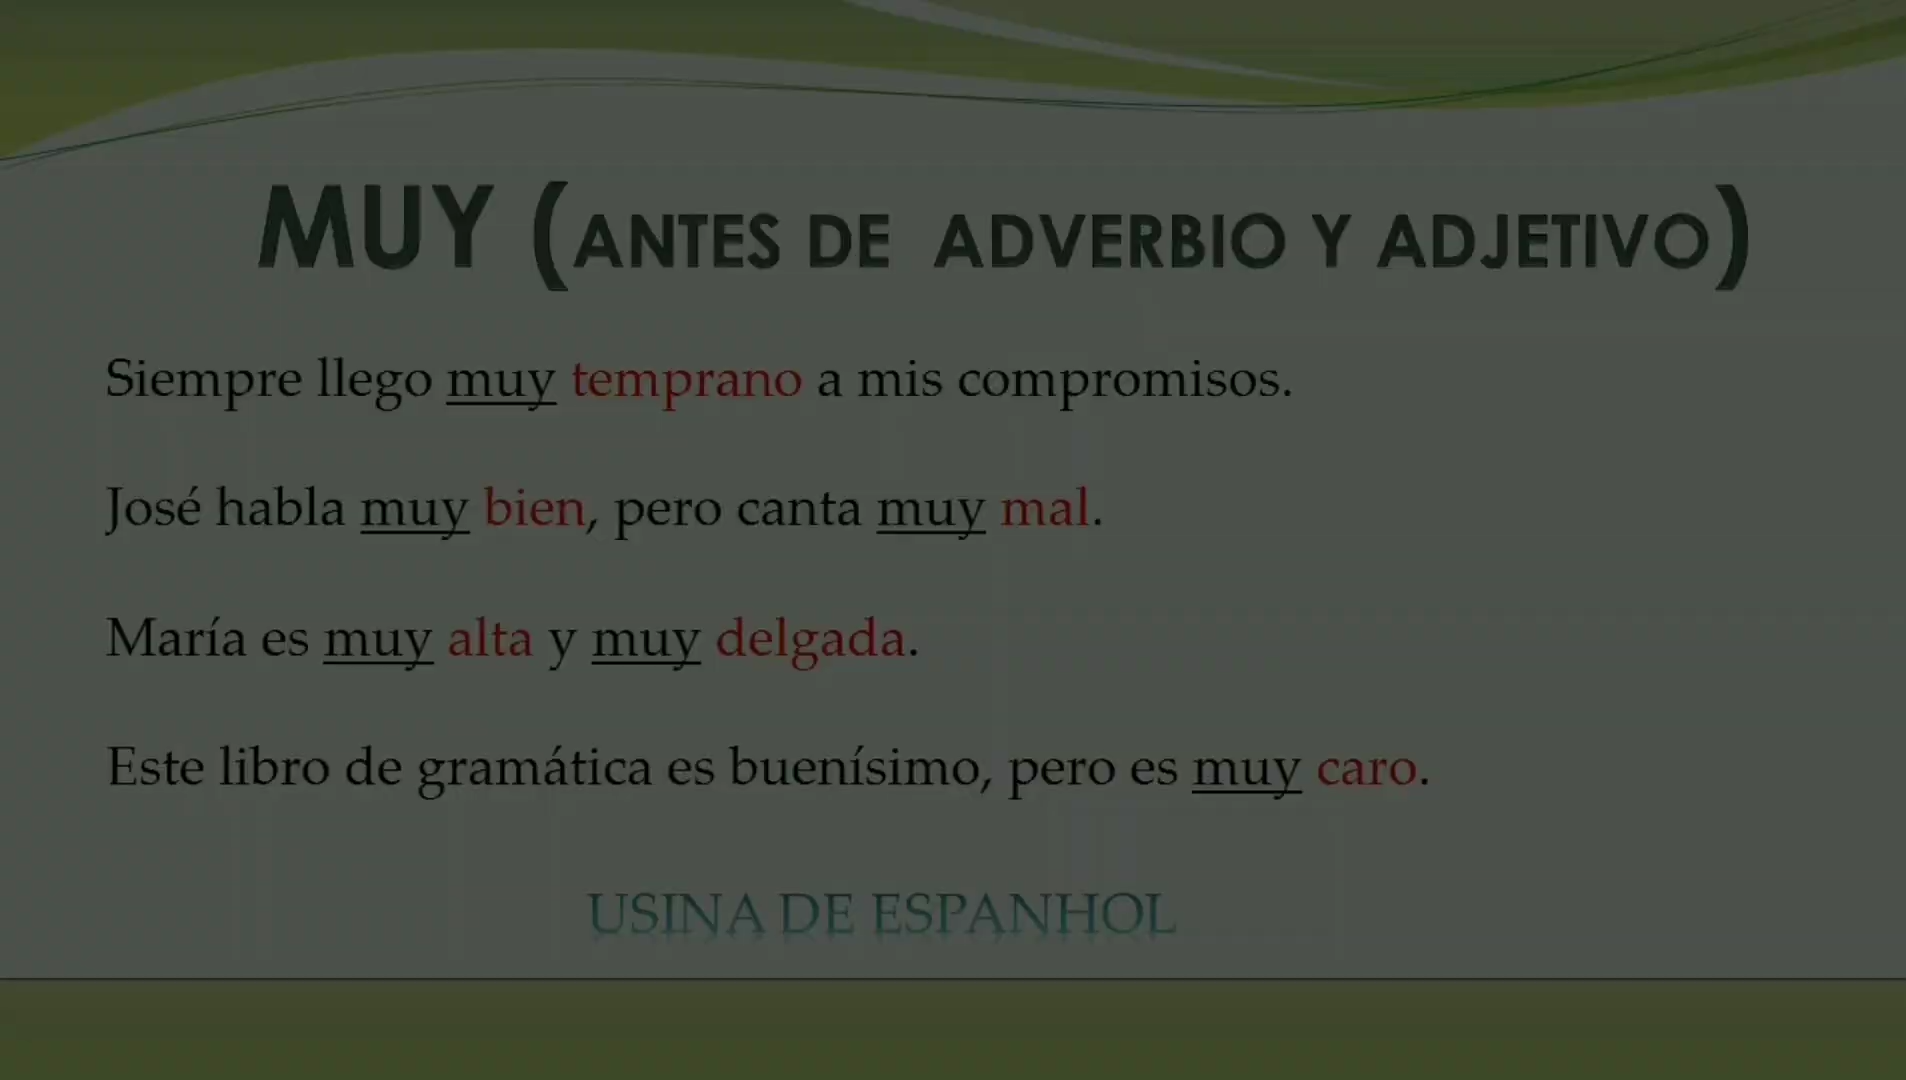 MUY (ANTES DE ADVERBIO Y ADJETIVO)
Siempre llego muy temprano a mis compromisos.
José habla muy bien, pero canta muy mal.
María es muy alta y muy delgada.
Este libro de gramática es buenísimo, pero es muy caro.
USINA DE ESPANHOL